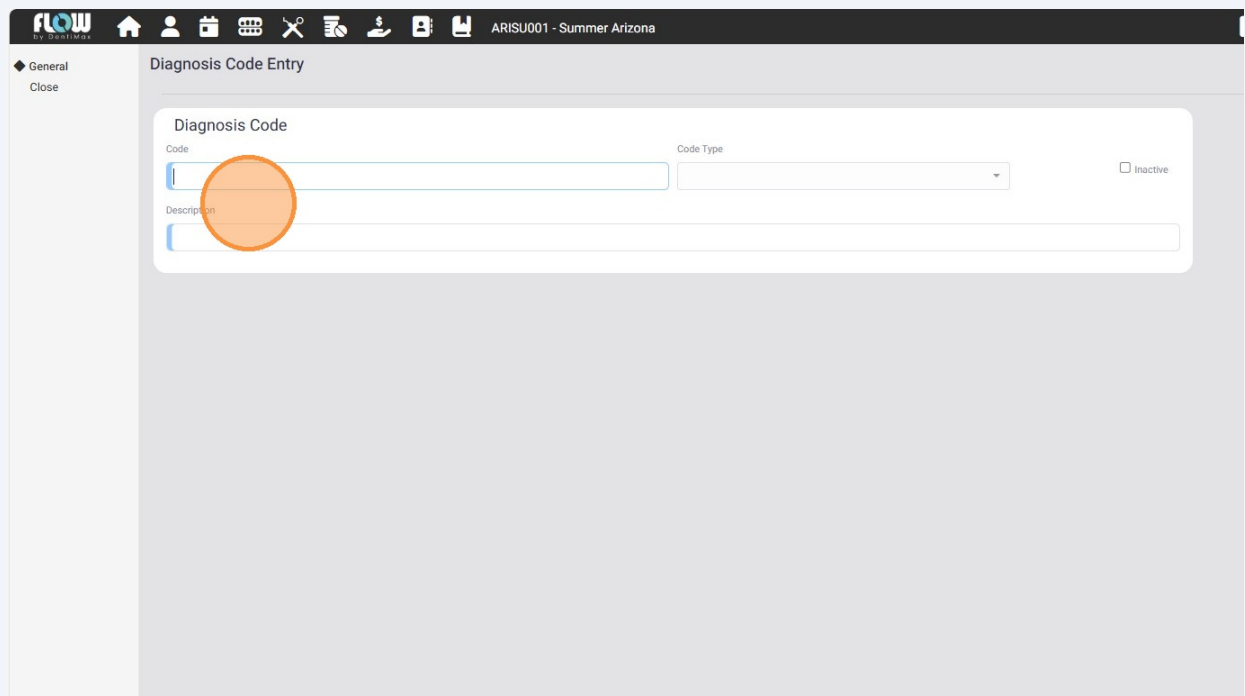 FLOW
by DentiMax
ARISU001 - Summer Arizona
General
Close
Diagnosis Code Entry
Diagnosis Code
Code
Code Type
Inactive
Description